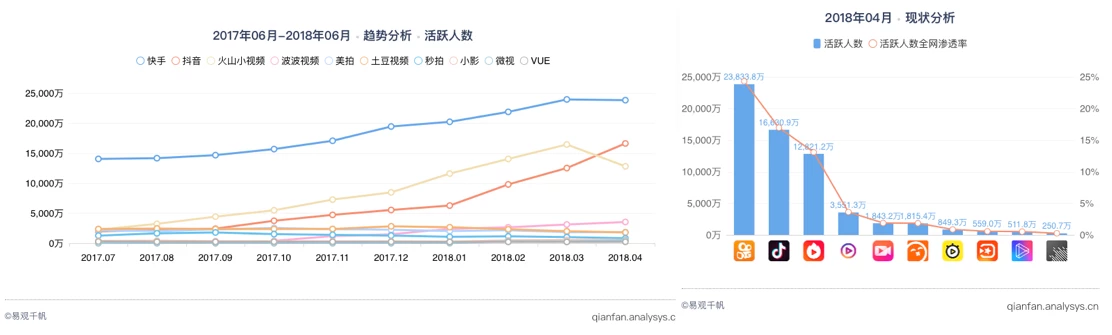 2017年06月-2018年06月 • 趋势分析 • 活跃人数
快手 抖音 火山小视频 波波视频 美拍 土豆视频 秒拍 小影 微视 VUE
25,000万
20,000万
15,000万
10,000万
5,000万
0万
2017.07 2017.08 2017.09 2017.10 2017.11 2017.12 2018.01 2018.02 2018.03 2018.04
©易观千帆
qianfan.analysys.c
2018年04月 • 现状分析
活跃人数 活跃人数全网渗透率
25,000万 23,833.8万 25%
20,000万 20%
16,630.9万
15,000万 15%
12,821.2万
10,000万 10%
5,000万 5%
3,551.3万
1,843.2万 1,815.4万
849.3万 559.0万 511.8万 250.7万
0万 0%
©易观千帆
qianfan.analysys.cn